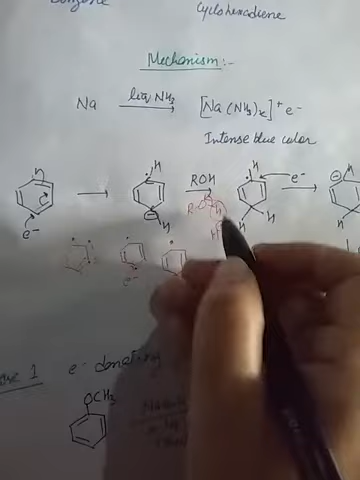 Benzene Cyclohexadiene
Mechanism:-
Na liq NH3 [Na(NH3)x]+ e-
Intense blue color
H H ROH H e-
e- H R H H
e- donating
OCH3